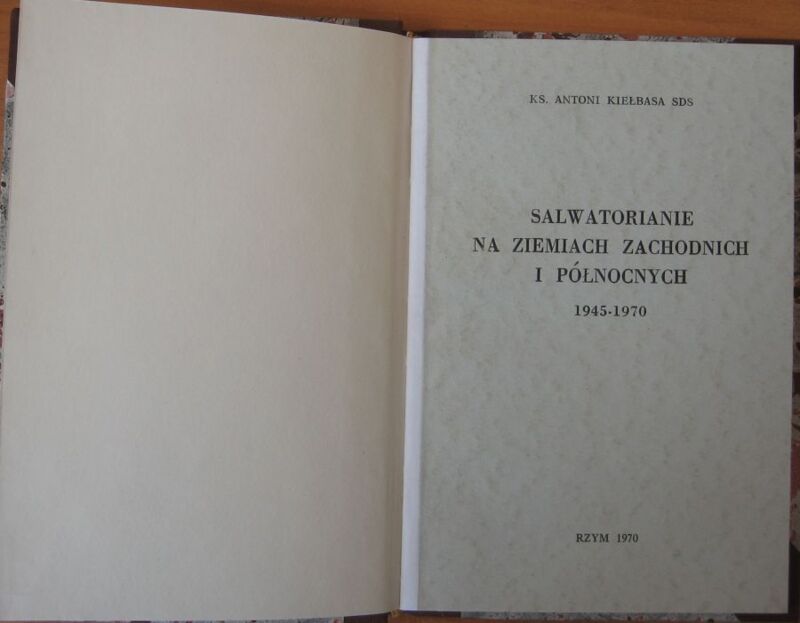 KS. ANTONI KIEŁBASA SDS
SALWATORIANIE
NA ZIEMIACH ZACHODNICH
I PÓŁNOCNYCH
1945-1970
RZYM 1970